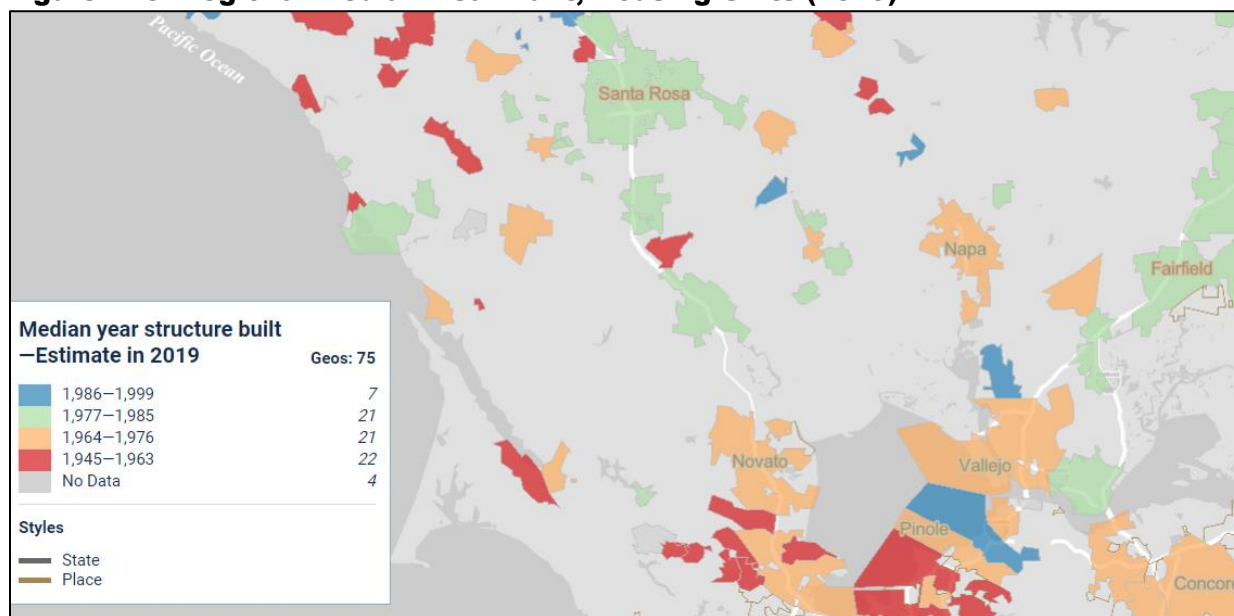 Pacific Ocean
Santa Rosa
Napa
Fairfield
Median year structure built
—Estimate in 2019
Geos: 75
1,986—1,999 7
1,977—1,985 21
1,964—1,976 21
1,945—1,963 22
No Data 4
Novato
Vallejo
Pinole
Styles
State
Place
Concor